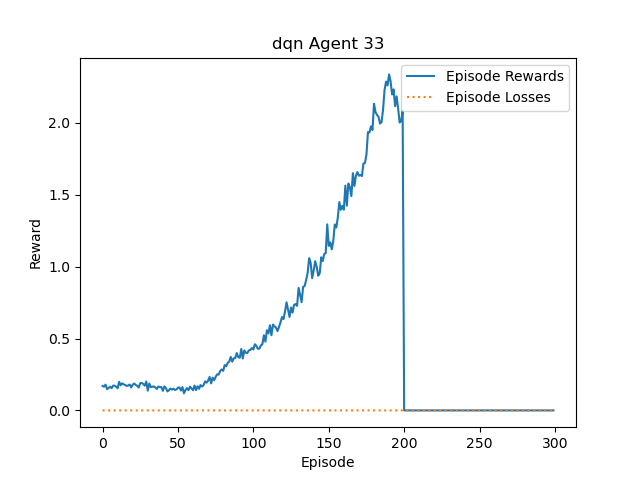 dqn Agent 33
Episode Rewards
Episode Losses
Reward
2.0
1.5
1.0
0.5
0.0
0 50 100 150 200 250 300
Episode